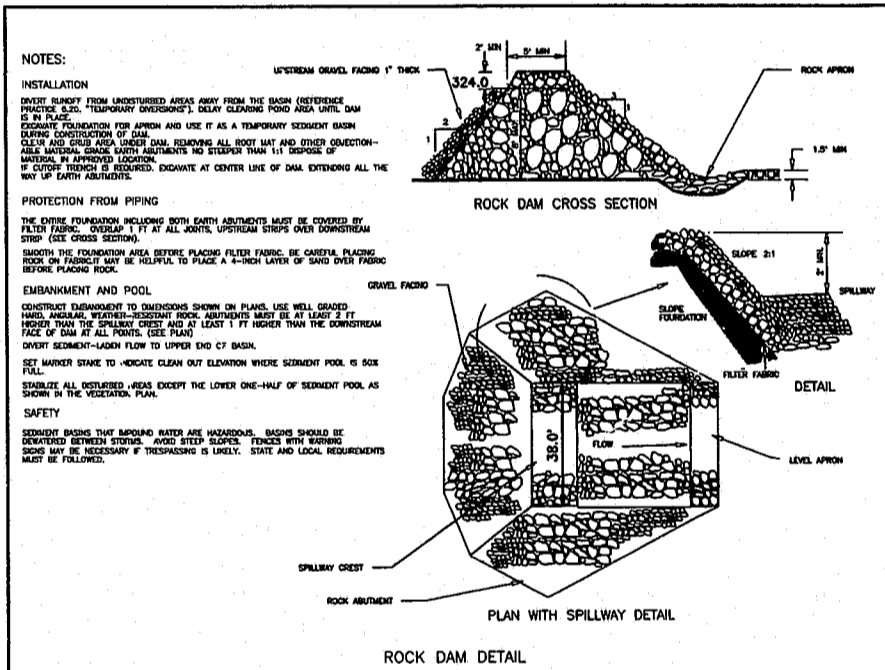 NOTES:
INSTALLATION
DIVERT RUNOFF FROM UNDISTURBED AREAS AWAY FROM THE BASIN (REFERENCE
PRACTICE 6.20, "TEMPORARY DIVERSIONS"). DELAY CLEARING POND AREA UNTIL DAM
IS IN PLACE.
EXCAVATE FOUNDATION FOR APRON AND USE IT AS A TEMPORARY SEDIMENT BASIN
DURING CONSTRUCTION OF DAM.
CLEAR AND GRUB AREA UNDER DAM, REMOVING ALL ROOT MAT AND OTHER OBJECTION-
ABLE MATERIAL GRADE EARTH ABUTMENTS NO STEEPER THAN 1:1 DISPOSE OF
MATERIAL IN APPROVED LOCATION.
IF CUTOFF TRENCH IS REQUIRED, EXCAVATE AT CENTER LINE OF DAM, EXTENDING ALL THE
WAY UP EARTH ABUTMENTS.
PROTECTION FROM PIPING
THE ENTIRE FOUNDATION INCLUDING BOTH EARTH ABUTMENTS MUST BE COVERED BY
FILTER FABRIC. OVERLAP 1 FT AT ALL JOINTS, UPSTREAM STRIPS OVER DOWNSTREAM
STRIP (SEE CROSS SECTION).
SMOOTH THE FOUNDATION AREA BEFORE PLACING FILTER FABRIC. BE CAREFUL PLACING
ROCK ON FABRIC.IT MAY BE HELPFUL TO PLACE A 4-INCH LAYER OF SAND OVER FABRIC
BEFORE PLACING ROCK.
EMBANKMENT AND POOL
CONSTRUCT EMBANKMENT TO DIMENSIONS SHOWN ON PLANS. USE WELL GRADED
HARD, ANGULAR, WEATHER-RESISTANT ROCK. ABUTMENTS MUST BE AT LEAST 2 FT
HIGHER THAN THE SPILLWAY CREST AND AT LEAST 1 FT HIGHER THAN THE DOWNSTREAM
FACE OF DAM AT ALL POINTS. (SEE PLAN)
DIVERT SEDIMENT-LADEN FLOW TO UPPER END BASIN.
SET MARKER STAKE TO INDICATE CLEAN OUT ELEVATION WHERE SEDIMENT POOL IS 50%
FULL.
STABILIZE ALL DISTURBED AREAS EXCEPT THE LOWER ONE-HALF OF SEDIMENT POOL AS
SHOWN IN THE VEGETATION PLAN.
SAFETY
SEDIMENT BASINS THAT IMPOUND WATER ARE HAZARDOUS. BASINS SHOULD BE
DEWATERED BETWEEN STORMS. AVOID STEEP SLOPES. FENCES WITH WARNING
SIGNS MAY BE NECESSARY IF TRESPASSING IS LIKELY. STATE AND LOCAL REQUIREMENTS
MUST BE FOLLOWED.
2" MIN
5' MIN
UPSTREAM GRAVEL FACING 1" THICK
324.0
ROCK APRON
2
1
3
1
1.5' MIN
ROCK DAM CROSS SECTION
GRAVEL FACING
SLOPE 2:1
SPILLWAY
SLOPE
FOUNDATION
FILTER FABRIC
DETAIL
FLOW
38.0'
LEVEL APRON
SPILLWAY CREST
ROCK ABUTMENT
PLAN WITH SPILLWAY DETAIL
ROCK DAM DETAIL